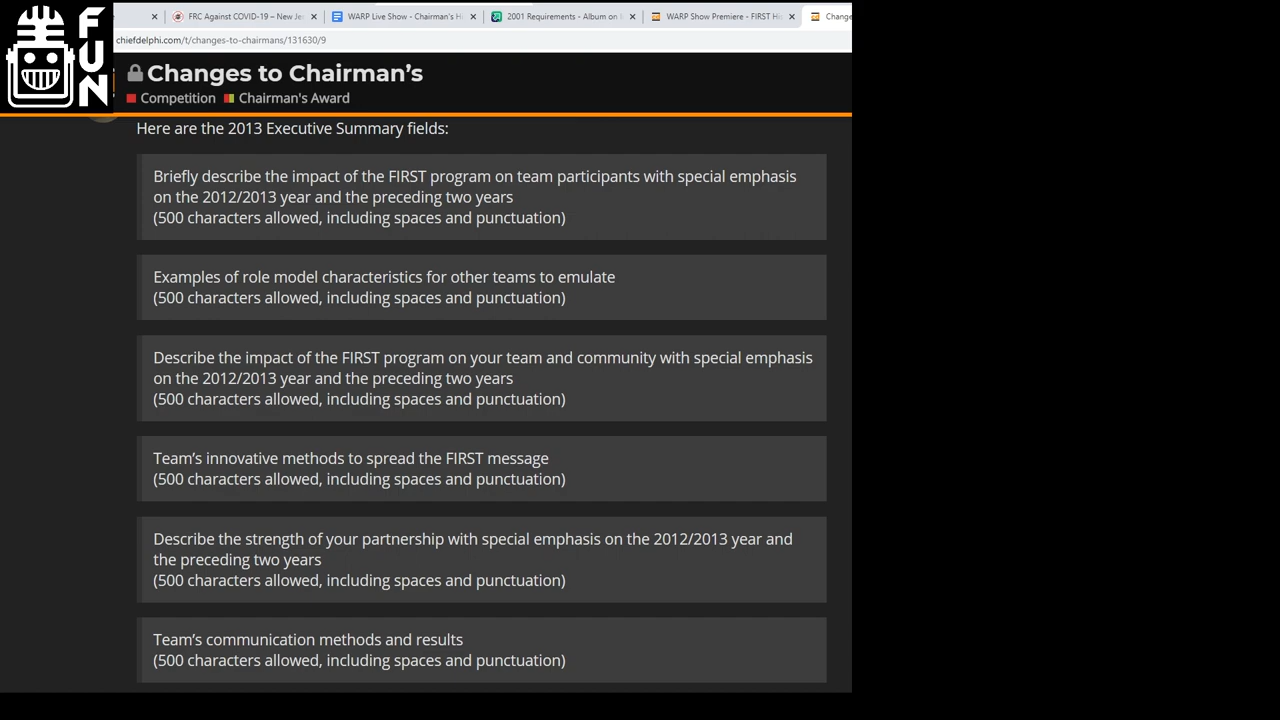 FRC Against COVID-19 – New Je
WARP Live Show - Chairman's H
2001 Requirements - Album on
WARP Show Premiere - FIRST His
Change
FUN
chiefdelphi.com/t/changes-to-chairmans/131630/9
Changes to Chairman's
Competition Chairman's Award
Here are the 2013 Executive Summary fields:
Briefly describe the impact of the FIRST program on team participants with special emphasis
on the 2012/2013 year and the preceding two years
(500 characters allowed, including spaces and punctuation)
Examples of role model characteristics for other teams to emulate
(500 characters allowed, including spaces and punctuation)
Describe the impact of the FIRST program on your team and community with special emphasis
on the 2012/2013 year and the preceding two years
(500 characters allowed, including spaces and punctuation)
Team's innovative methods to spread the FIRST message
(500 characters allowed, including spaces and punctuation)
Describe the strength of your partnership with special emphasis on the 2012/2013 year and
the preceding two years
(500 characters allowed, including spaces and punctuation)
Team's communication methods and results
(500 characters allowed, including spaces and punctuation)